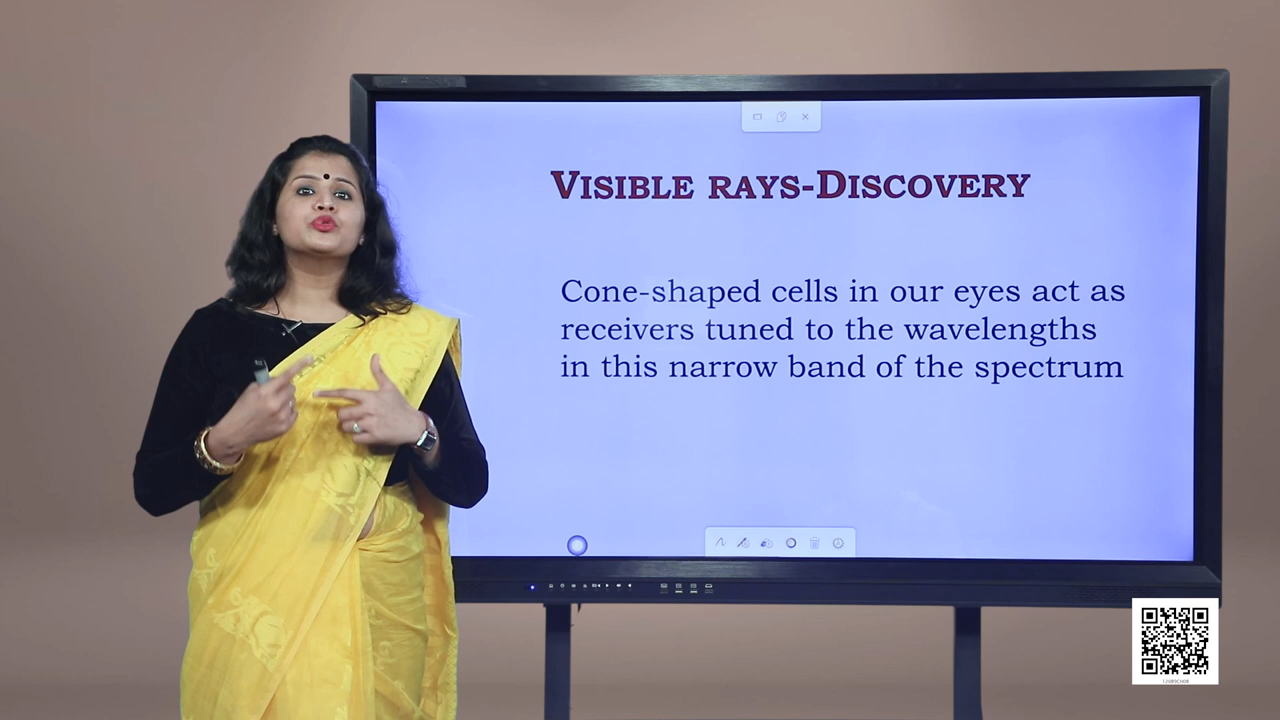 VISIBLE RAYS-DISCOVERY
Cone-shaped cells in our eyes act as
receivers tuned to the wavelengths
in this narrow band of the spectrum